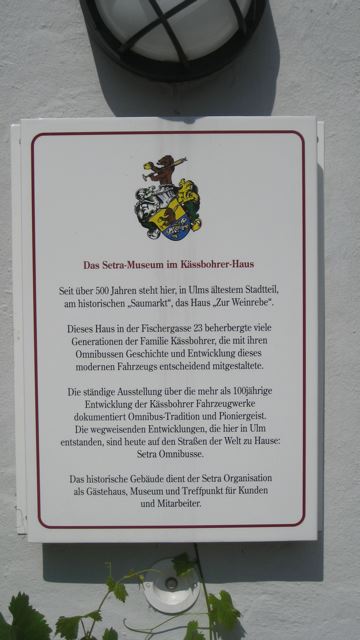 Das Setra-Museum im Kässbohrer-Haus
Seit über 500 Jahren steht hier, in Ulms ältestem Stadtteil,
am historischen „Saumarkt“, das Haus „Zur Weinrebe“.
Dieses Haus in der Fischergasse 23 beherbergte viele
Generationen der Familie Kässbohrer, die mit ihren
Omnibussen Geschichte und Entwicklung dieses
modernen Fahrzeugs entscheidend mitgestaltete.
Die ständige Ausstellung über die mehr als 100jährige
Entwicklung der Kässbohrer Fahrzeugwerke
dokumentiert Omnibus-Tradition und Pioniergeist.
Die wegweisenden Entwicklungen, die hier in Ulm
entstanden, sind heute auf den Straßen der Welt zu Hause:
Setra Omnibusse.
Das historische Gebäude dient der Setra Organisation
als Gästehaus, Museum und Treffpunkt für Kunden
und Mitarbeiter.